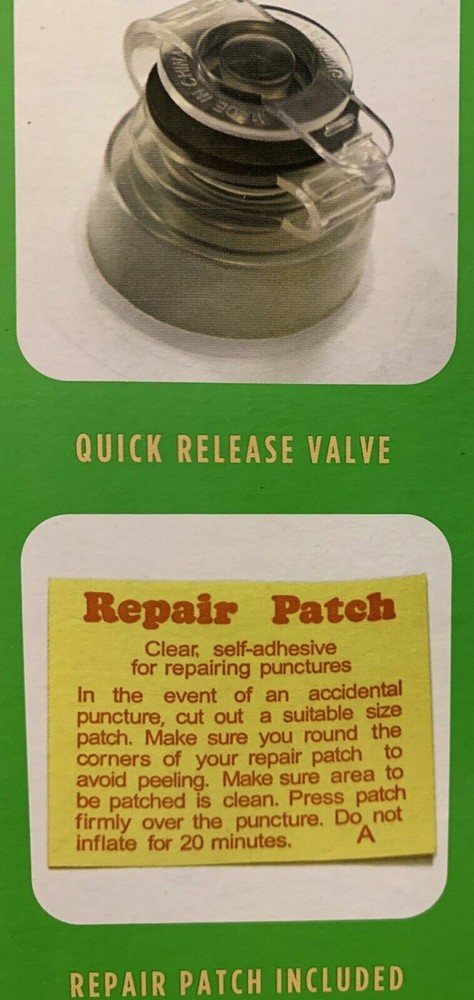 MADE IN CHINA
QUICK RELEASE VALVE
Repair Patch
Clear, self-adhesive
for repairing punctures
In the event of an accidental
puncture, cut out a suitable size
patch. Make sure you round the
corners of your repair patch to
avoid peeling. Make sure area to
be patched is clean. Press patch
firmly over the puncture. Do not
inflate for 20 minutes. A
REPAIR PATCH INCLUDED